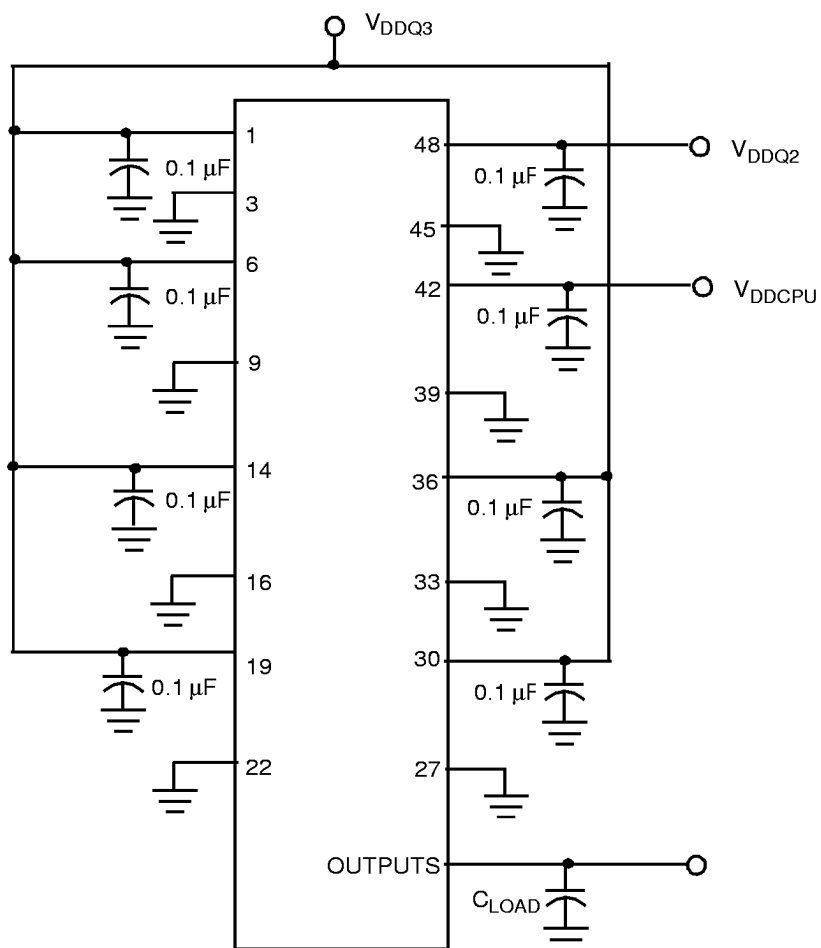 VDDQ3
1
0.1 μF
3
6
0.1 μF
9
14
0.1 μF
16
19
0.1 μF
22
48
VDDQ2
0.1 μF
45
42
VDDCPU
0.1 μF
39
36
0.1 μF
33
30
0.1 μF
27
OUTPUTS
CLOAD